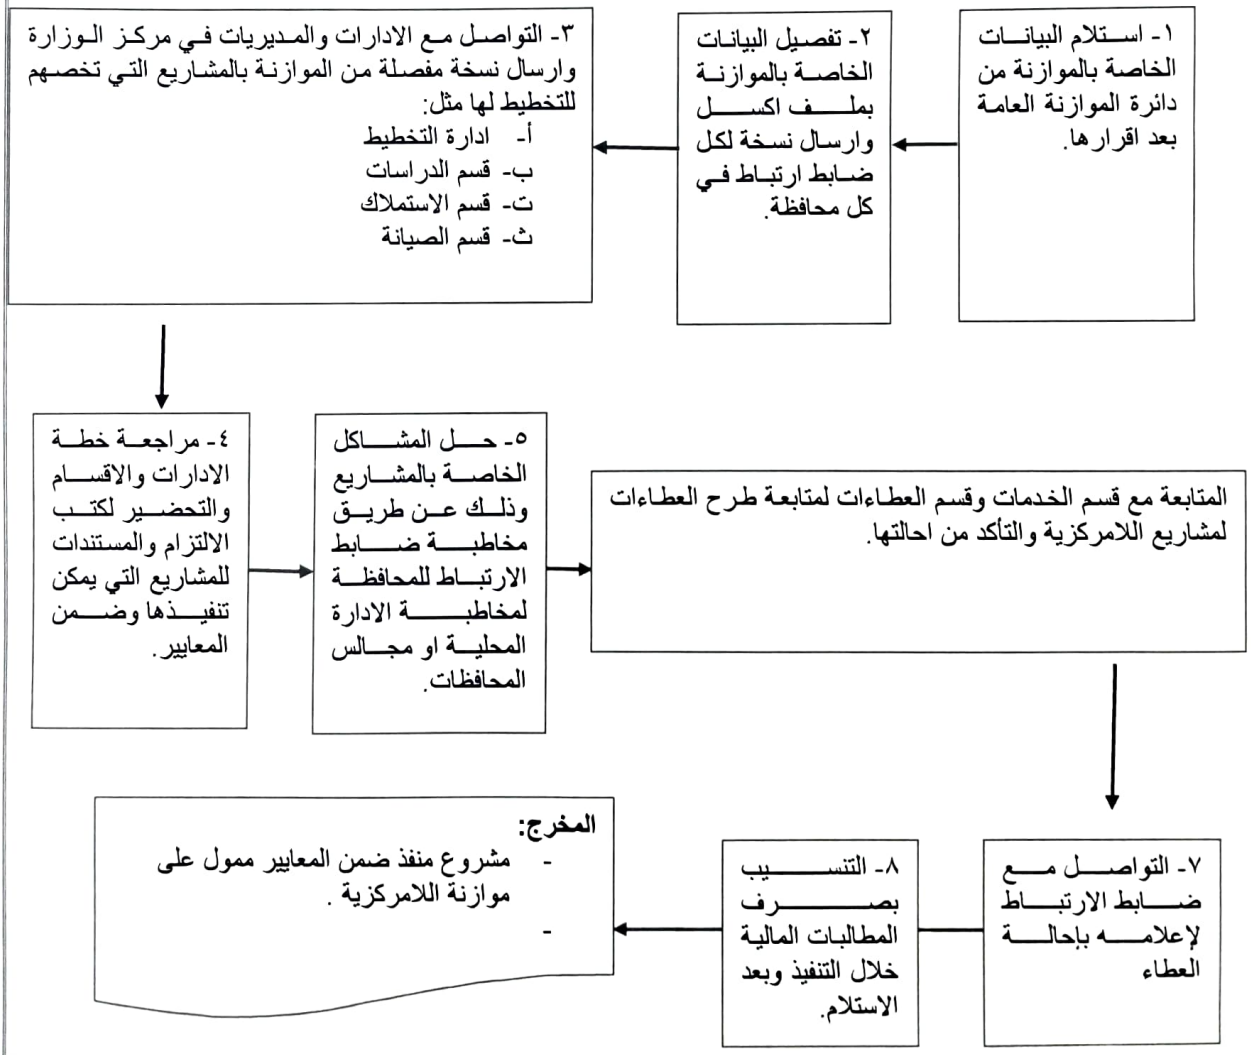 ١- استلام البيانات
الخاصة بالموازنة من
دائرة الموازنة العامة
بعد اقرارها.
٢- تفصيل البيانات
الخاصة بالموازنة
بملف اكسل
وارسال نسخة لكل
ضابط ارتباط في
كل محافظة.
٣- التواصل مع الادارات والمديريات في مركز الوزارة
وارسال نسخة مفصلة من الموازنة بالمشاريع التي تخصهم
للتخطيط لها مثل:
أ- ادارة التخطيط
ب- قسم الدراسات
ت- قسم الاستملاك
ث- قسم الصيانة
٤- مراجعة خطة
الادارات والاقسام
والتحضير لكتب
الالتزام والمستندات
للمشاريع التي يمكن
تنفيذها وضمن
المعايير.
٥- حل المشاكل
الخاصة بالمشاريع
وذلك عن طريق
مخاطبة ضابط
الارتباط للمحافظة
لمخاطبة الادارة
المحلية او مجالس
المحافظات.
المتابعة مع قسم الخدمات وقسم العطاءات لمتابعة طرح العطاءات
لمشاريع اللامركزية والتأكد من احالتها.
٧- التواصل مع
ضابط الارتباط
لإعلامه بإحالة
العطاء
٨- التنسيب
بصرف
المطالبات المالية
خلال التنفيذ وبعد
الاستلام.
المخرج:
- مشروع منفذ ضمن المعايير ممول على
موازنة اللامركزية .
-